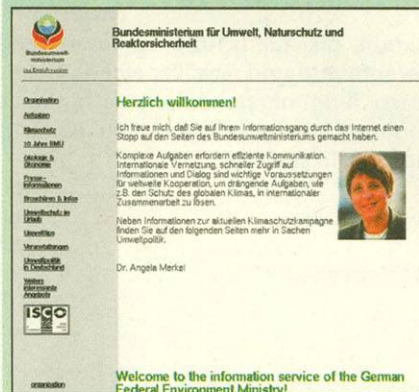 Bundesumwelt-
ministerium
Bundesministerium für Umwelt, Naturschutz und
Reaktorsicherheit
Organisation
Aufgaben
Klimaschutz
10 Jahre BMU
Ökologie &
Ökonomie
Presse-
informationen
Broschüren & Infos
Umweltschutz im
Urlaub
Umwelttips
Veranstaltungen
Umweltpolitik
in Deutschland
Weitere
interessante
Angebote
ISCO
organisation
Herzlich willkommen!
Ich freue mich, daß Sie auf Ihrem Informationsgang durch das Internet einen
Stopp auf den Seiten des Bundesumweltministeriums gemacht haben.
Komplexe Aufgaben erfordern effiziente Kommunikation.
Internationale Vernetzung, schneller Zugriff auf
Informationen und Dialog sind wichtige Voraussetzungen
für weltweite Kooperation, um drängende Aufgaben, wie
z.B. den Schutz des globalen Klimas, in internationaler
Zusammenarbeit zu lösen.
Neben Informationen zur aktuellen Klimaschutzkampagne
finden Sie auf den folgenden Seiten mehr in Sachen
Umweltpolitik.
Dr. Angela Merkel
Welcome to the information service of the German
Federal Environment Ministry!